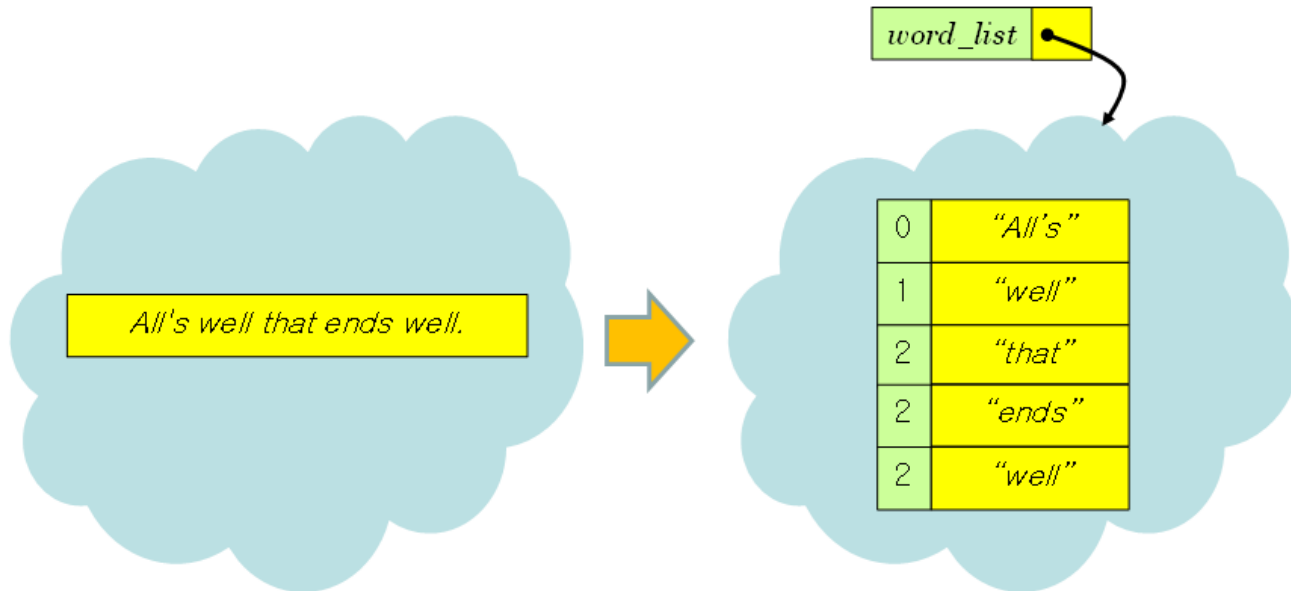 word_list
All's well that ends well.
0 “All’s”
1 “well”
2 “that”
2 “ends”
2 “well”